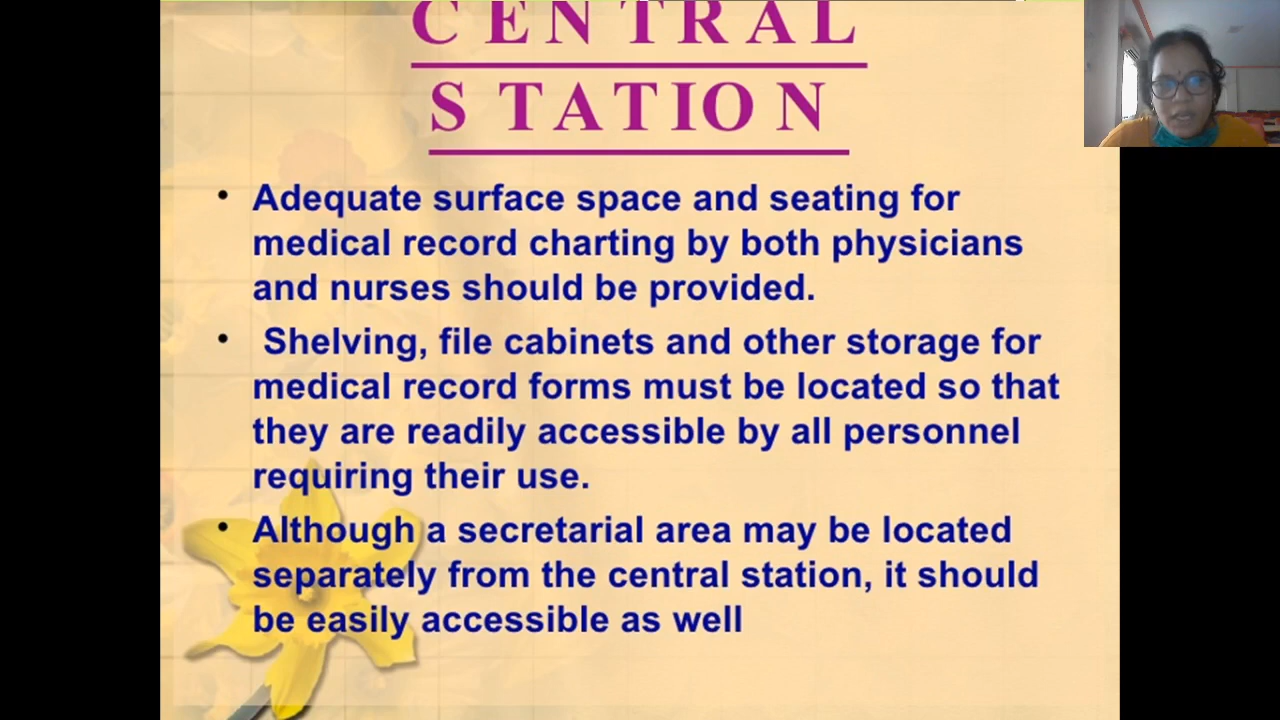 CENTRAL
STATION
• Adequate surface space and seating for
medical record charting by both physicians
and nurses should be provided.
• Shelving, file cabinets and other storage for
medical record forms must be located so that
they are readily accessible by all personnel
requiring their use.
• Although a secretarial area may be located
separately from the central station, it should
be easily accessible as well